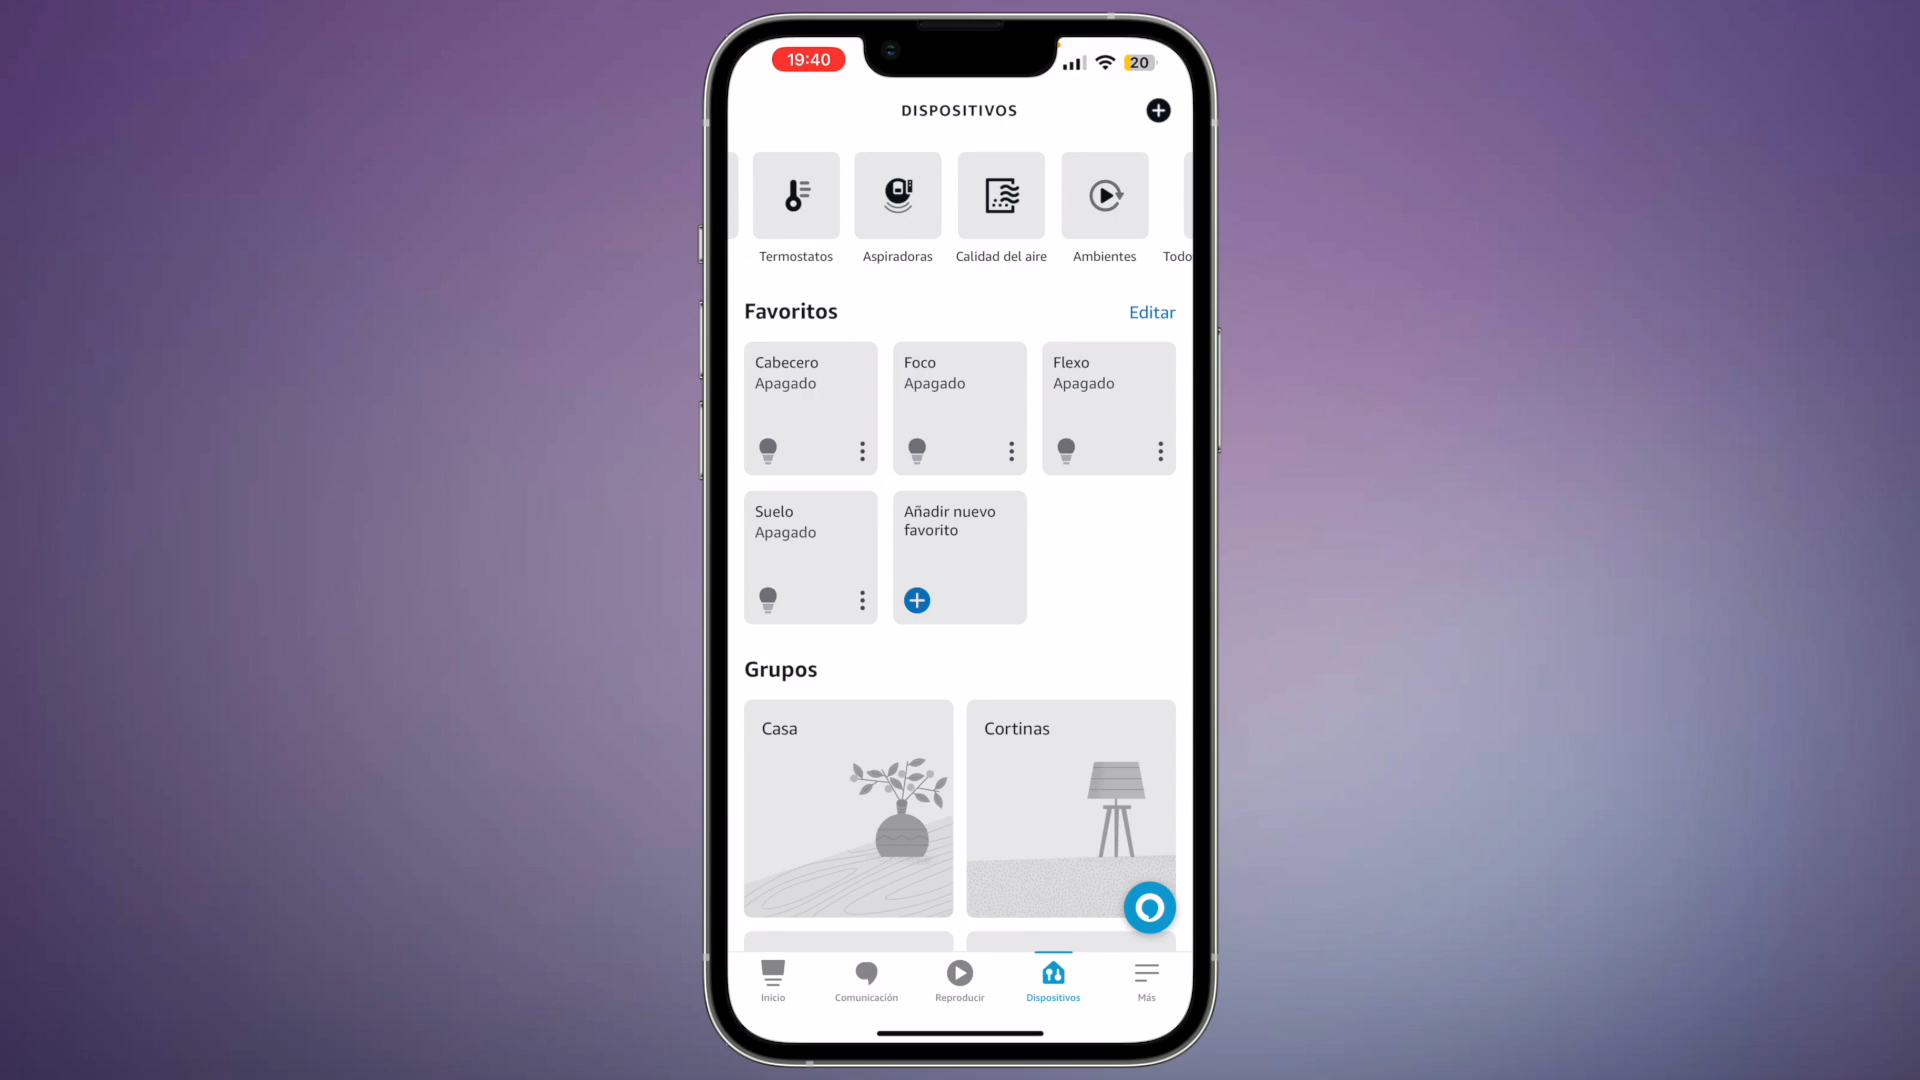 19:40
20
DISPOSITIVOS
Termostatos
Aspiradoras
Calidad del aire
Ambientes
Todo
Favoritos
Editar
Cabecero
Apagado
Foco
Apagado
Flexo
Apagado
Suelo
Apagado
Añadir nuevo
favorito
Grupos
Casa
Cortinas
Inicio
Comunicación
Reproducir
Dispositivos
Más